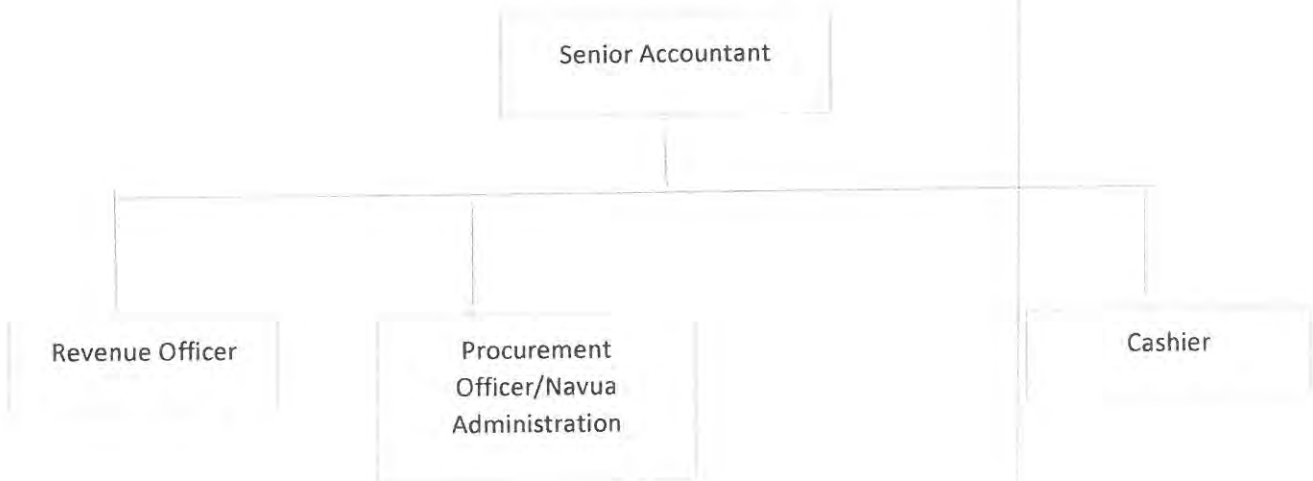 Senior Accountant
Revenue Officer
Procurement
Officer/Navua
Administration
Cashier